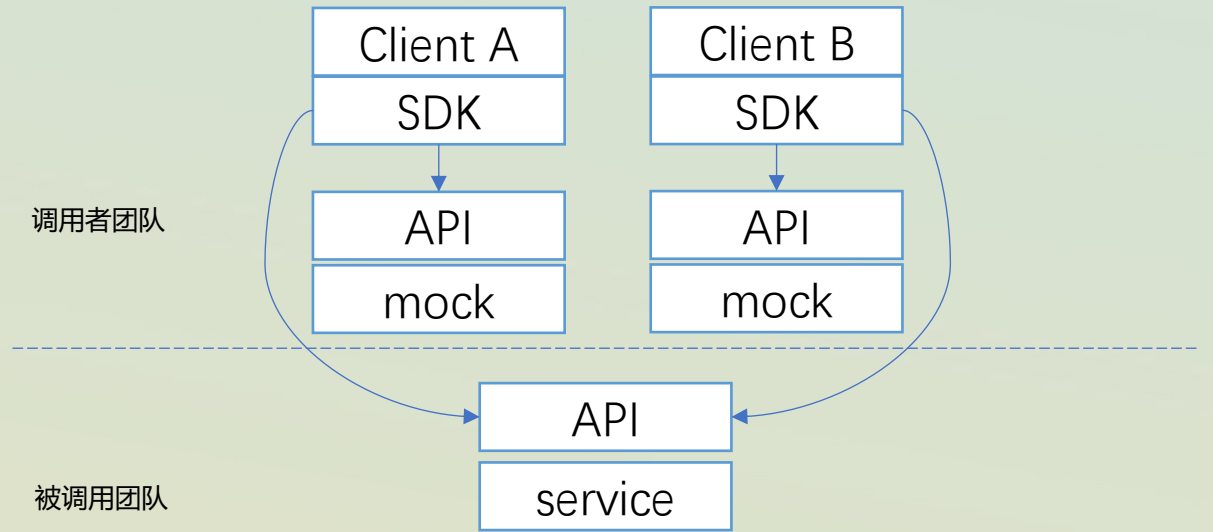 Client A
Client B
SDK
SDK
调用者团队
API
API
mock
mock
API
被调用团队
service